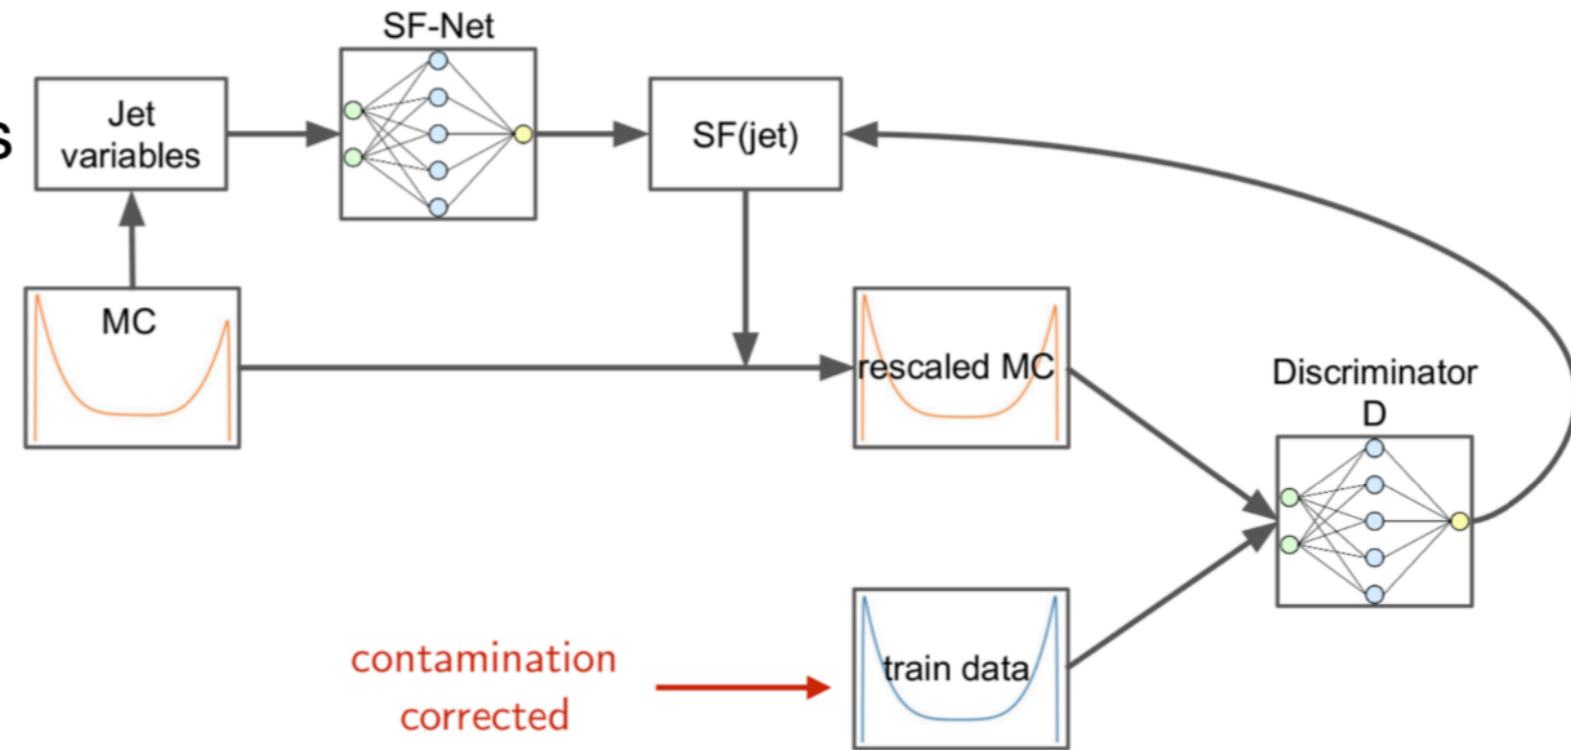 SF-Net
s
Jet
variables
SF(jet)
MC
rescaled MC
Discriminator
D
contamination
corrected
train data